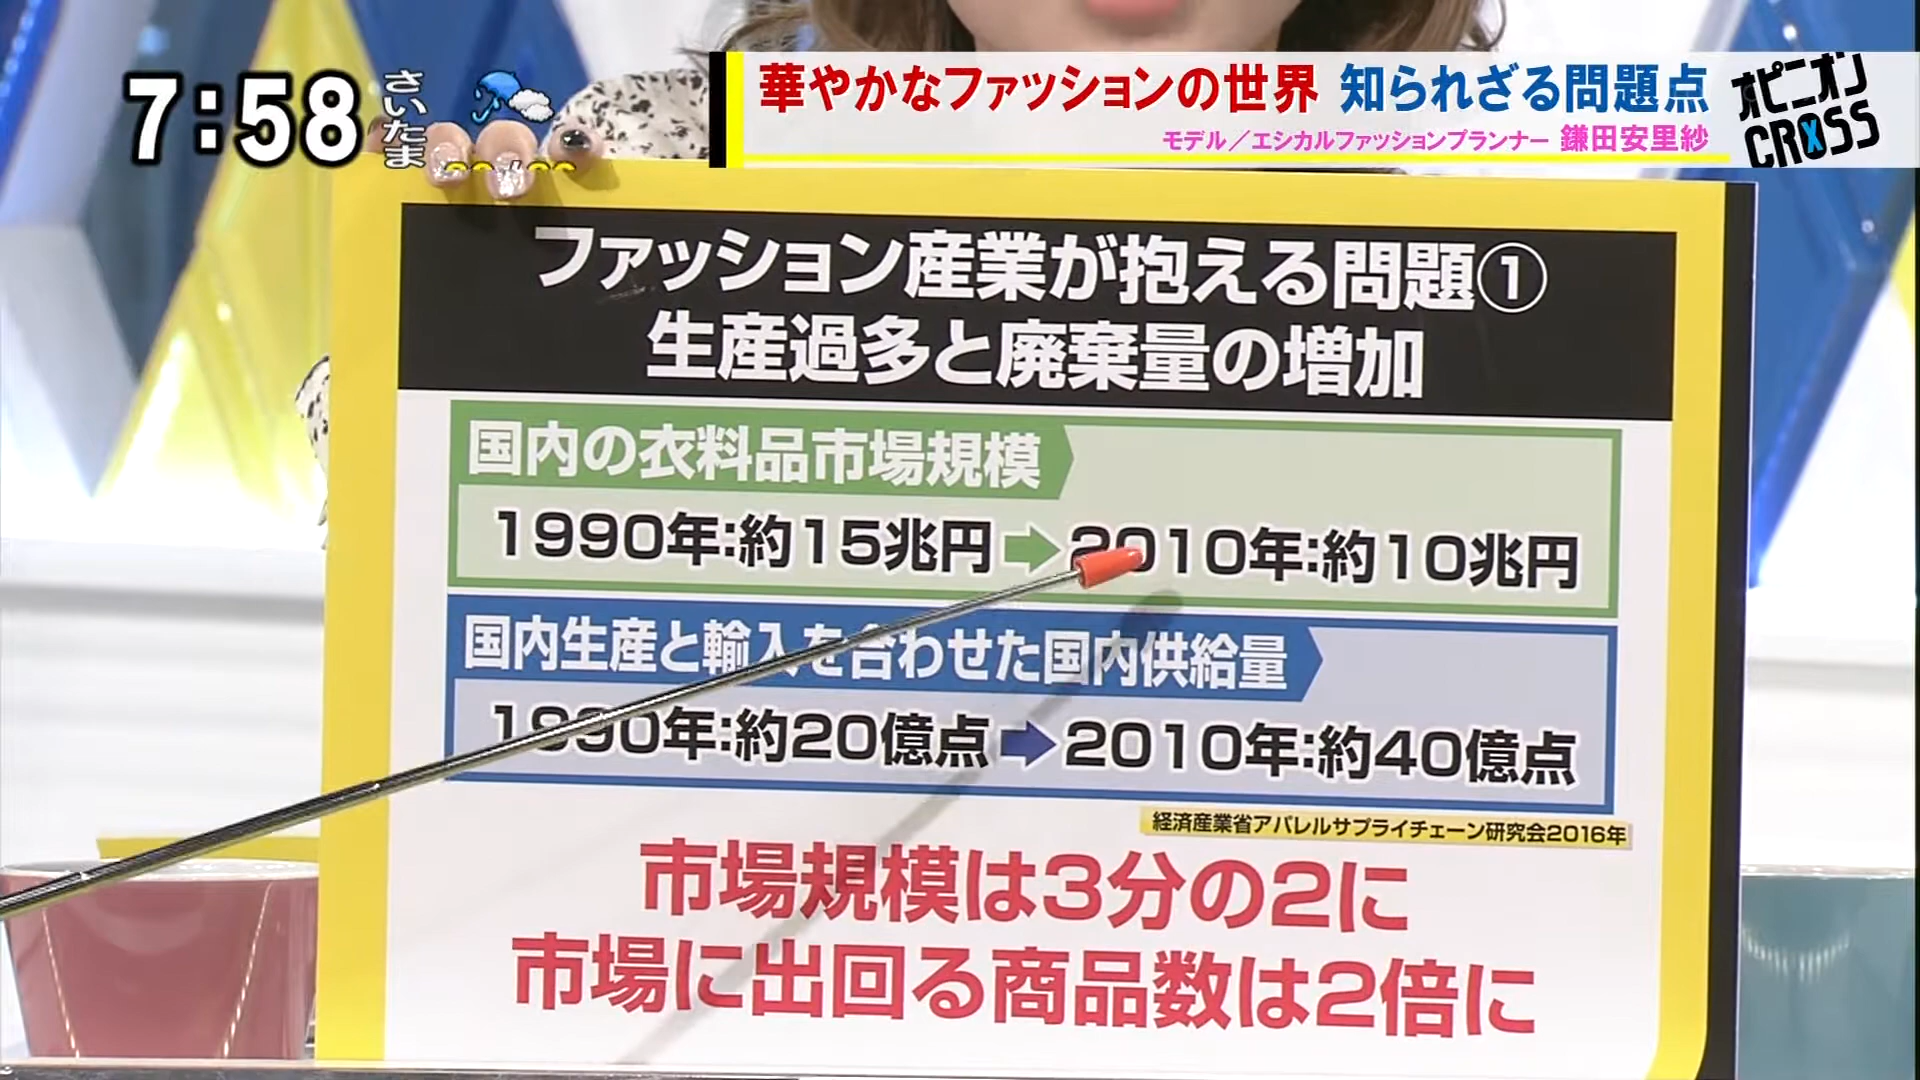 7:58
さいたま
華やかなファッションの世界 知られざる問題点
モデル／エシカルファッションプランナー 鎌田安里紗
オピニオン
CROSS
ファッション産業が抱える問題①
生産過多と廃棄量の増加
国内の衣料品市場規模
1990年:約15兆円→2010年:約10兆円
国内生産と輸入を合わせた国内供給量
1990年:約20億点→2010年:約40億点
経済産業省アパレルサプライチェーン研究会2016年
市場規模は3分の2に
市場に出回る商品数は2倍に